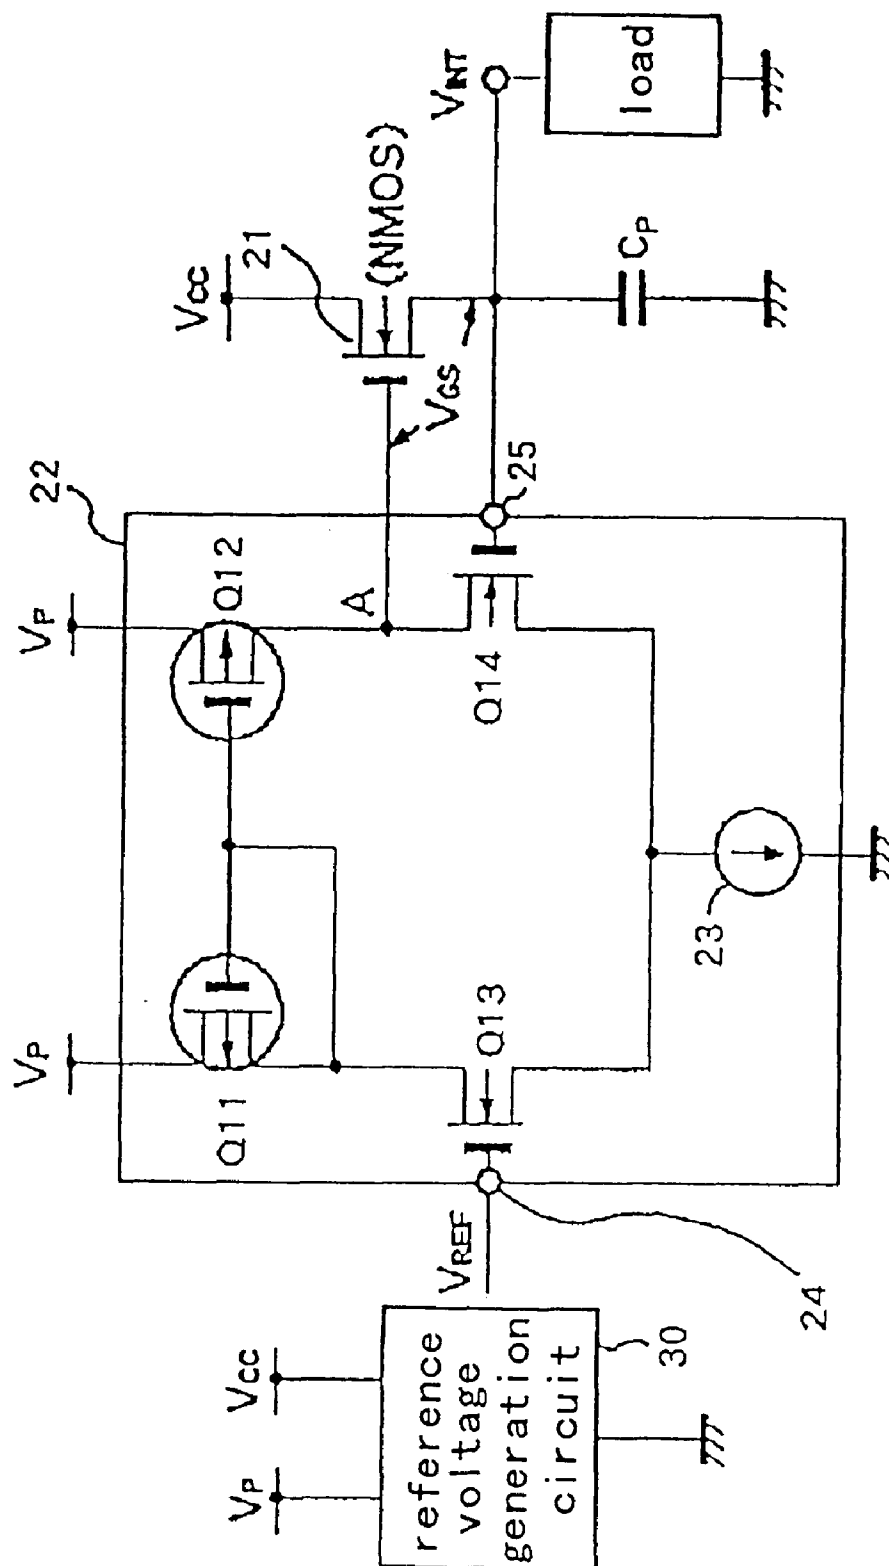 VP
VCC
reference
voltage
generation
circuit
30
VREF
24
VP
Q11
Q13
23
VP
22
Q12
A
Q14
25
VGS
VCC
21
(NMOS)
CP
VINT
load